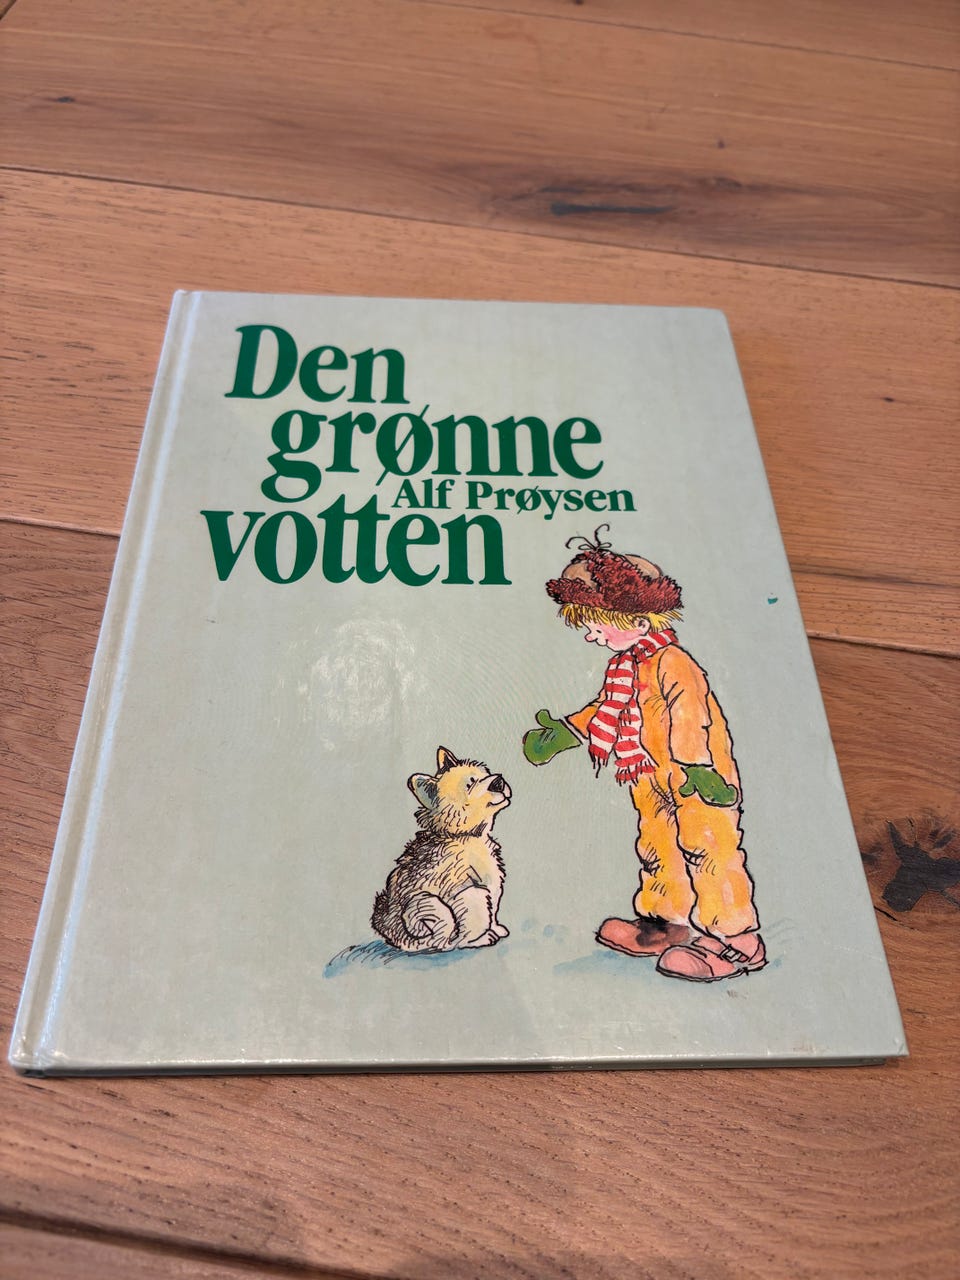 Den
grønne
Alf Prøysen
votten